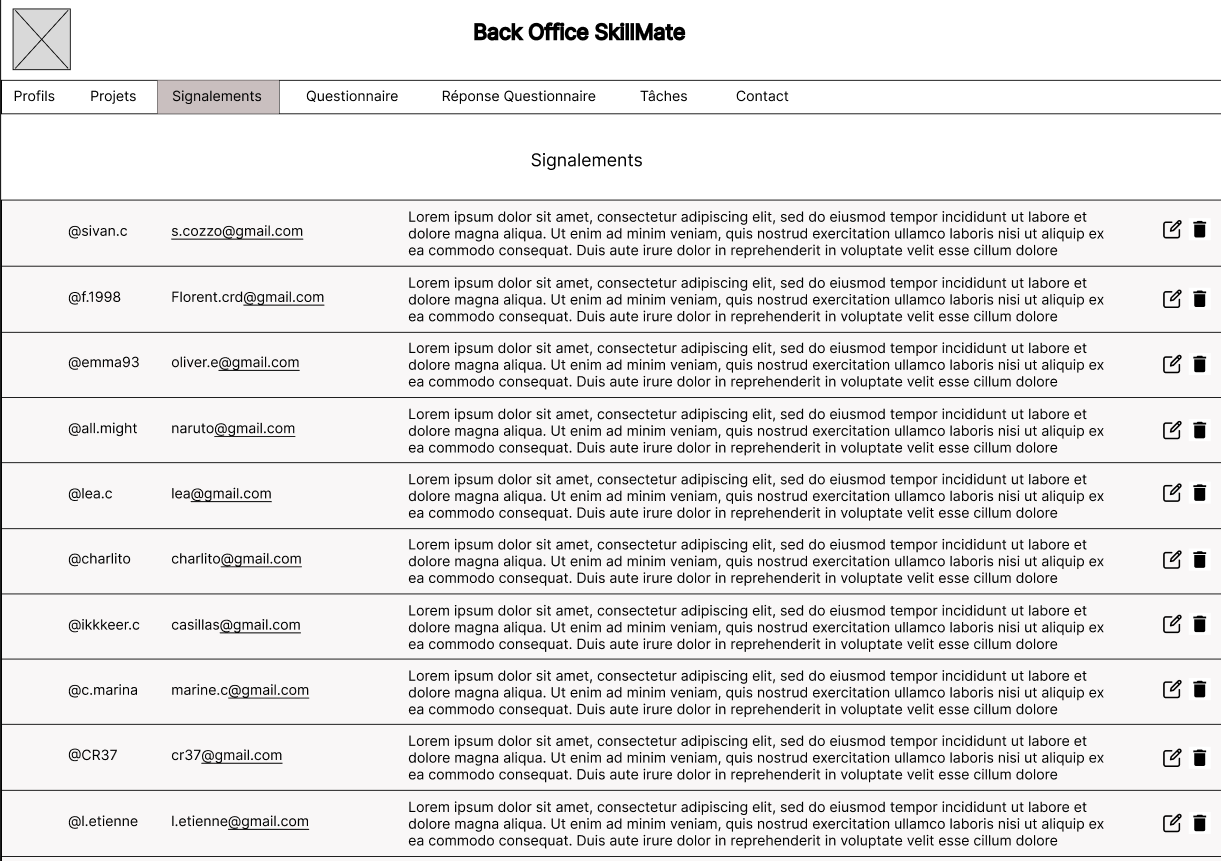 Back Office SkillMate
Profils Projets Signalements Questionnaire Réponse Questionnaire Tâches Contact
Signalements
@sivan.c s.cozzo@gmail.com
Lorem ipsum dolor sit amet, consectetur adipiscing elit, sed do eiusmod tempor incididunt ut labore et
dolore magna aliqua. Ut enim ad minim veniam, quis nostrud exercitation ullamco laboris nisi ut aliquip ex
ea commodo consequat. Duis aute irure dolor in reprehenderit in voluptate velit esse cillum dolore
@f.1998 Florent.crd@gmail.com
Lorem ipsum dolor sit amet, consectetur adipiscing elit, sed do eiusmod tempor incididunt ut labore et
dolore magna aliqua. Ut enim ad minim veniam, quis nostrud exercitation ullamco laboris nisi ut aliquip ex
ea commodo consequat. Duis aute irure dolor in reprehenderit in voluptate velit esse cillum dolore
@emma93 oliver.e@gmail.com
Lorem ipsum dolor sit amet, consectetur adipiscing elit, sed do eiusmod tempor incididunt ut labore et
dolore magna aliqua. Ut enim ad minim veniam, quis nostrud exercitation ullamco laboris nisi ut aliquip ex
ea commodo consequat. Duis aute irure dolor in reprehenderit in voluptate velit esse cillum dolore
@all.might naruto@gmail.com
Lorem ipsum dolor sit amet, consectetur adipiscing elit, sed do eiusmod tempor incididunt ut labore et
dolore magna aliqua. Ut enim ad minim veniam, quis nostrud exercitation ullamco laboris nisi ut aliquip ex
ea commodo consequat. Duis aute irure dolor in reprehenderit in voluptate velit esse cillum dolore
@lea.c lea@gmail.com
Lorem ipsum dolor sit amet, consectetur adipiscing elit, sed do eiusmod tempor incididunt ut labore et
dolore magna aliqua. Ut enim ad minim veniam, quis nostrud exercitation ullamco laboris nisi ut aliquip ex
ea commodo consequat. Duis aute irure dolor in reprehenderit in voluptate velit esse cillum dolore
@charlito charlito@gmail.com
Lorem ipsum dolor sit amet, consectetur adipiscing elit, sed do eiusmod tempor incididunt ut labore et
dolore magna aliqua. Ut enim ad minim veniam, quis nostrud exercitation ullamco laboris nisi ut aliquip ex
ea commodo consequat. Duis aute irure dolor in reprehenderit in voluptate velit esse cillum dolore
@ikkkeer.c casillas@gmail.com
Lorem ipsum dolor sit amet, consectetur adipiscing elit, sed do eiusmod tempor incididunt ut labore et
dolore magna aliqua. Ut enim ad minim veniam, quis nostrud exercitation ullamco laboris nisi ut aliquip ex
ea commodo consequat. Duis aute irure dolor in reprehenderit in voluptate velit esse cillum dolore
@c.marina marine.c@gmail.com
Lorem ipsum dolor sit amet, consectetur adipiscing elit, sed do eiusmod tempor incididunt ut labore et
dolore magna aliqua. Ut enim ad minim veniam, quis nostrud exercitation ullamco laboris nisi ut aliquip ex
ea commodo consequat. Duis aute irure dolor in reprehenderit in voluptate velit esse cillum dolore
@CR37 cr37@gmail.com
Lorem ipsum dolor sit amet, consectetur adipiscing elit, sed do eiusmod tempor incididunt ut labore et
dolore magna aliqua. Ut enim ad minim veniam, quis nostrud exercitation ullamco laboris nisi ut aliquip ex
ea commodo consequat. Duis aute irure dolor in reprehenderit in voluptate velit esse cillum dolore
@l.etienne l.etienne@gmail.com
Lorem ipsum dolor sit amet, consectetur adipiscing elit, sed do eiusmod tempor incididunt ut labore et
dolore magna aliqua. Ut enim ad minim veniam, quis nostrud exercitation ullamco laboris nisi ut aliquip ex
ea commodo consequat. Duis aute irure dolor in reprehenderit in voluptate velit esse cillum dolore